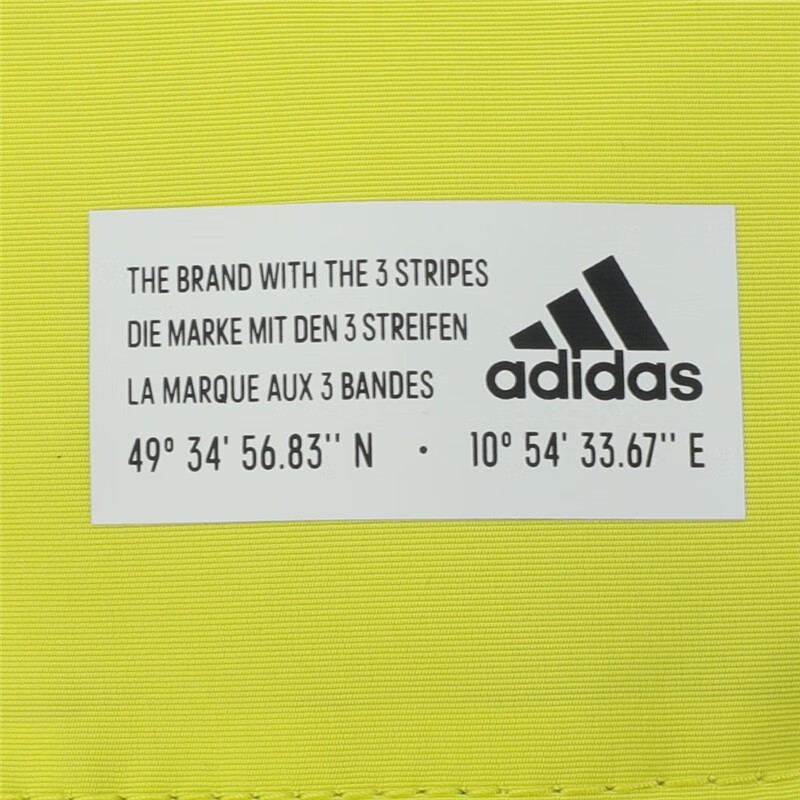 THE BRAND WITH THE 3 STRIPES
DIE MARKE MIT DEN 3 STREIFEN
LA MARQUE AUX 3 BANDES
adidas
49° 34' 56.83'' N · 10° 54' 33.67'' E